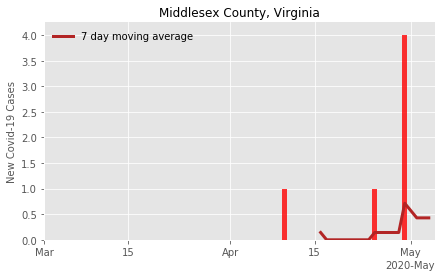 Middlesex County, Virginia
7 day moving average
New Covid-19 Cases
4.0
3.5
3.0
2.5
2.0
1.5
1.0
0.5
0.0
Mar 15 Apr 15 May
2020-May